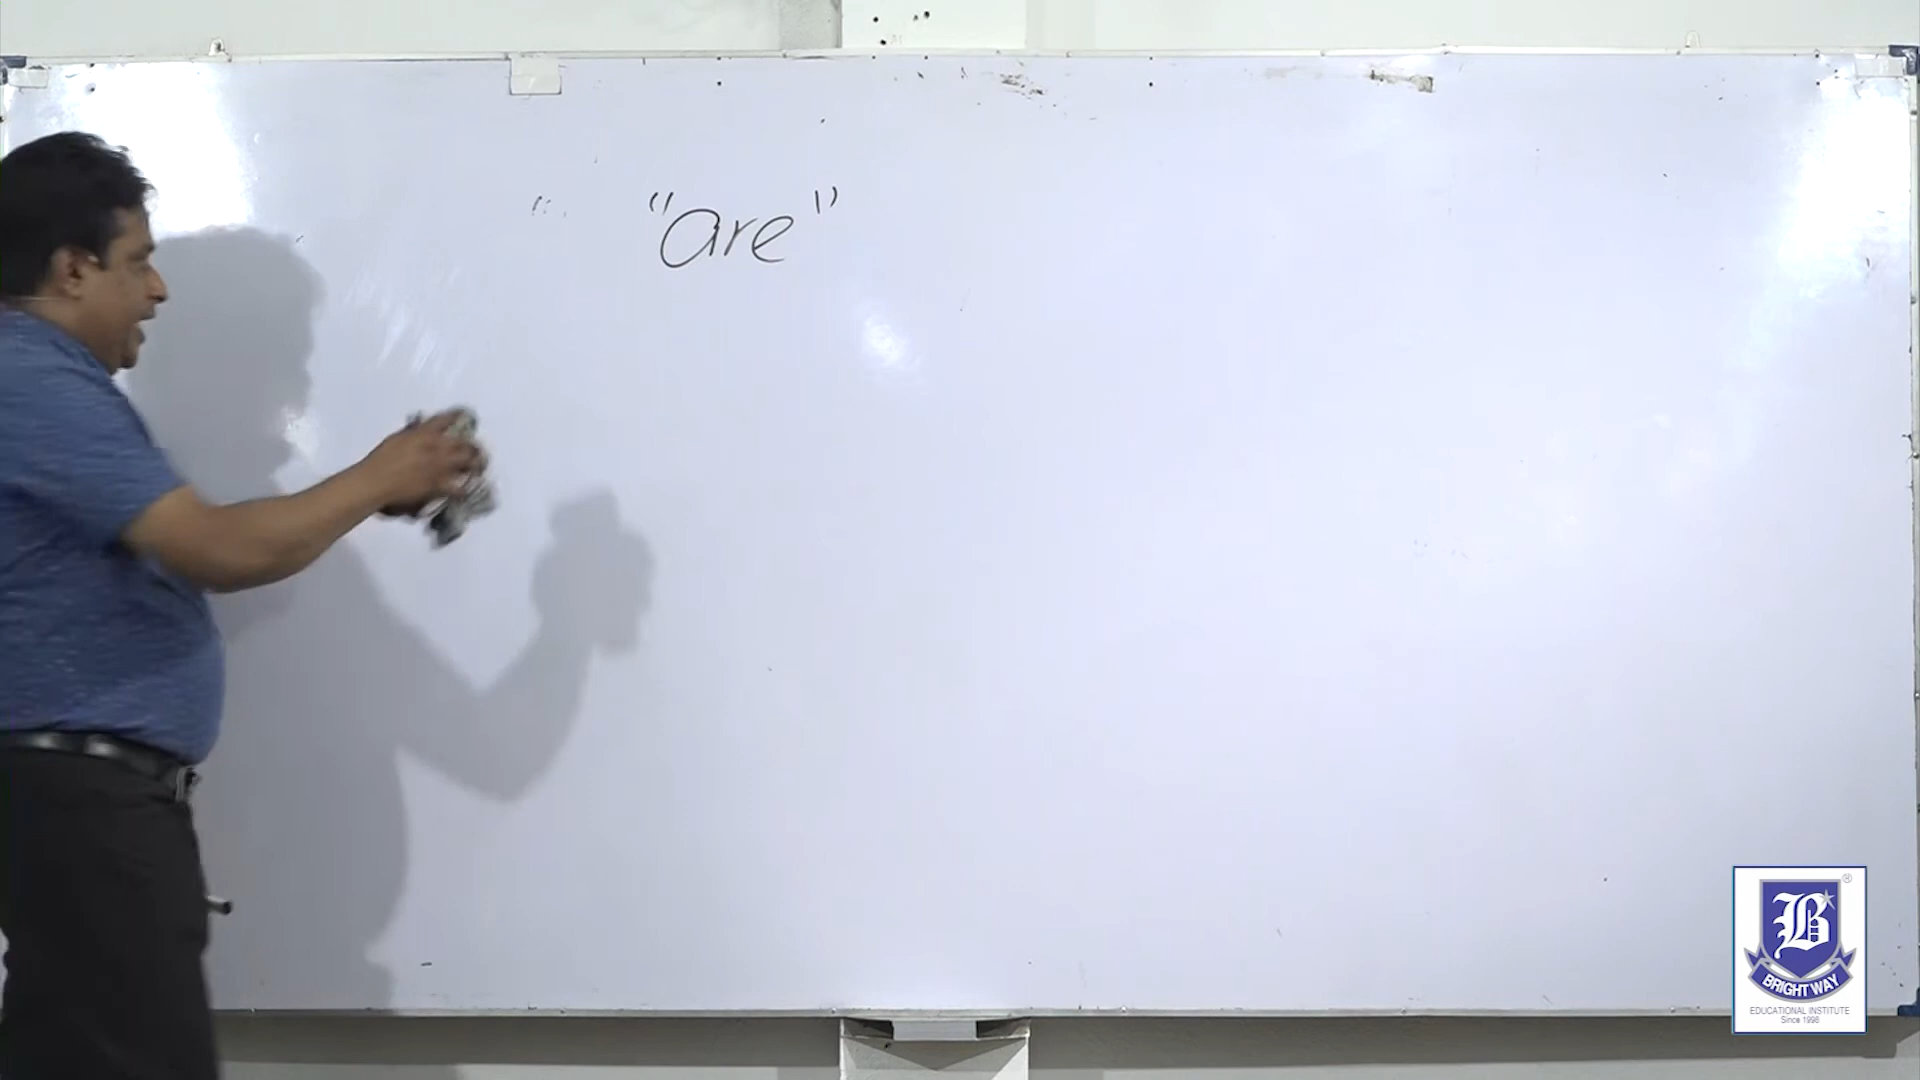 "are"
B
BRIGHT WAY
EDUCATIONAL INSTITUTE
Since 1998
®